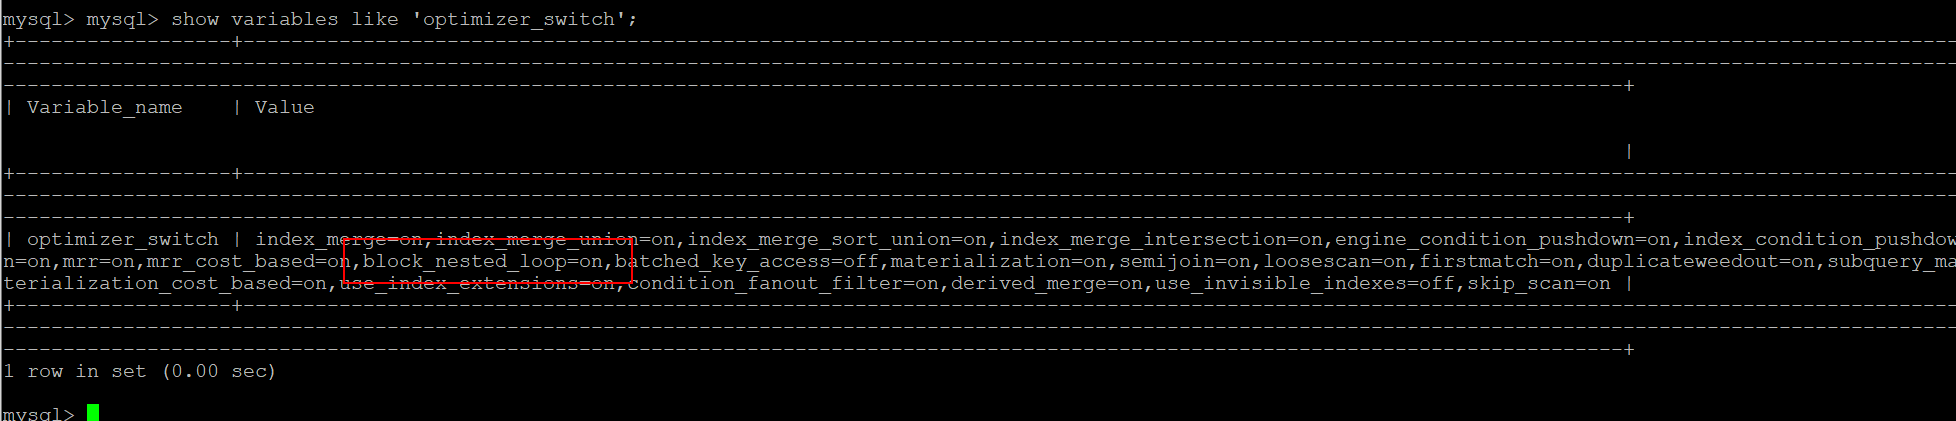 mysql> mysql> show variables like 'optimizer_switch';
+------------------+----------------------------------------------------------------------------------------------------------------------------------------------
-------------------------------------------------------------------------------------------------------------------------------------------------------------------
---------------------------------------------------------------------------------------------------------------------------------------+
| Variable_name    | Value
|
+------------------+----------------------------------------------------------------------------------------------------------------------------------------------
-------------------------------------------------------------------------------------------------------------------------------------------------------------------
---------------------------------------------------------------------------------------------------------------------------------------+
| optimizer_switch | index_merge=on,index_merge_union=on,index_merge_sort_union=on,index_merge_intersection=on,engine_condition_pushdown=on,index_condition_pushdow
n=on,mrr=on,mrr_cost_based=on,block_nested_loop=on,batched_key_access=off,materialization=on,semijoin=on,loosescan=on,firstmatch=on,duplicateweedout=on,subquery_ma
terialization_cost_based=on,use_index_extensions=on,condition_fanout_filter=on,derived_merge=on,use_invisible_indexes=off,skip_scan=on |
+------------------+----------------------------------------------------------------------------------------------------------------------------------------------
-------------------------------------------------------------------------------------------------------------------------------------------------------------------
---------------------------------------------------------------------------------------------------------------------------------------+
1 row in set (0.00 sec)
mysql>